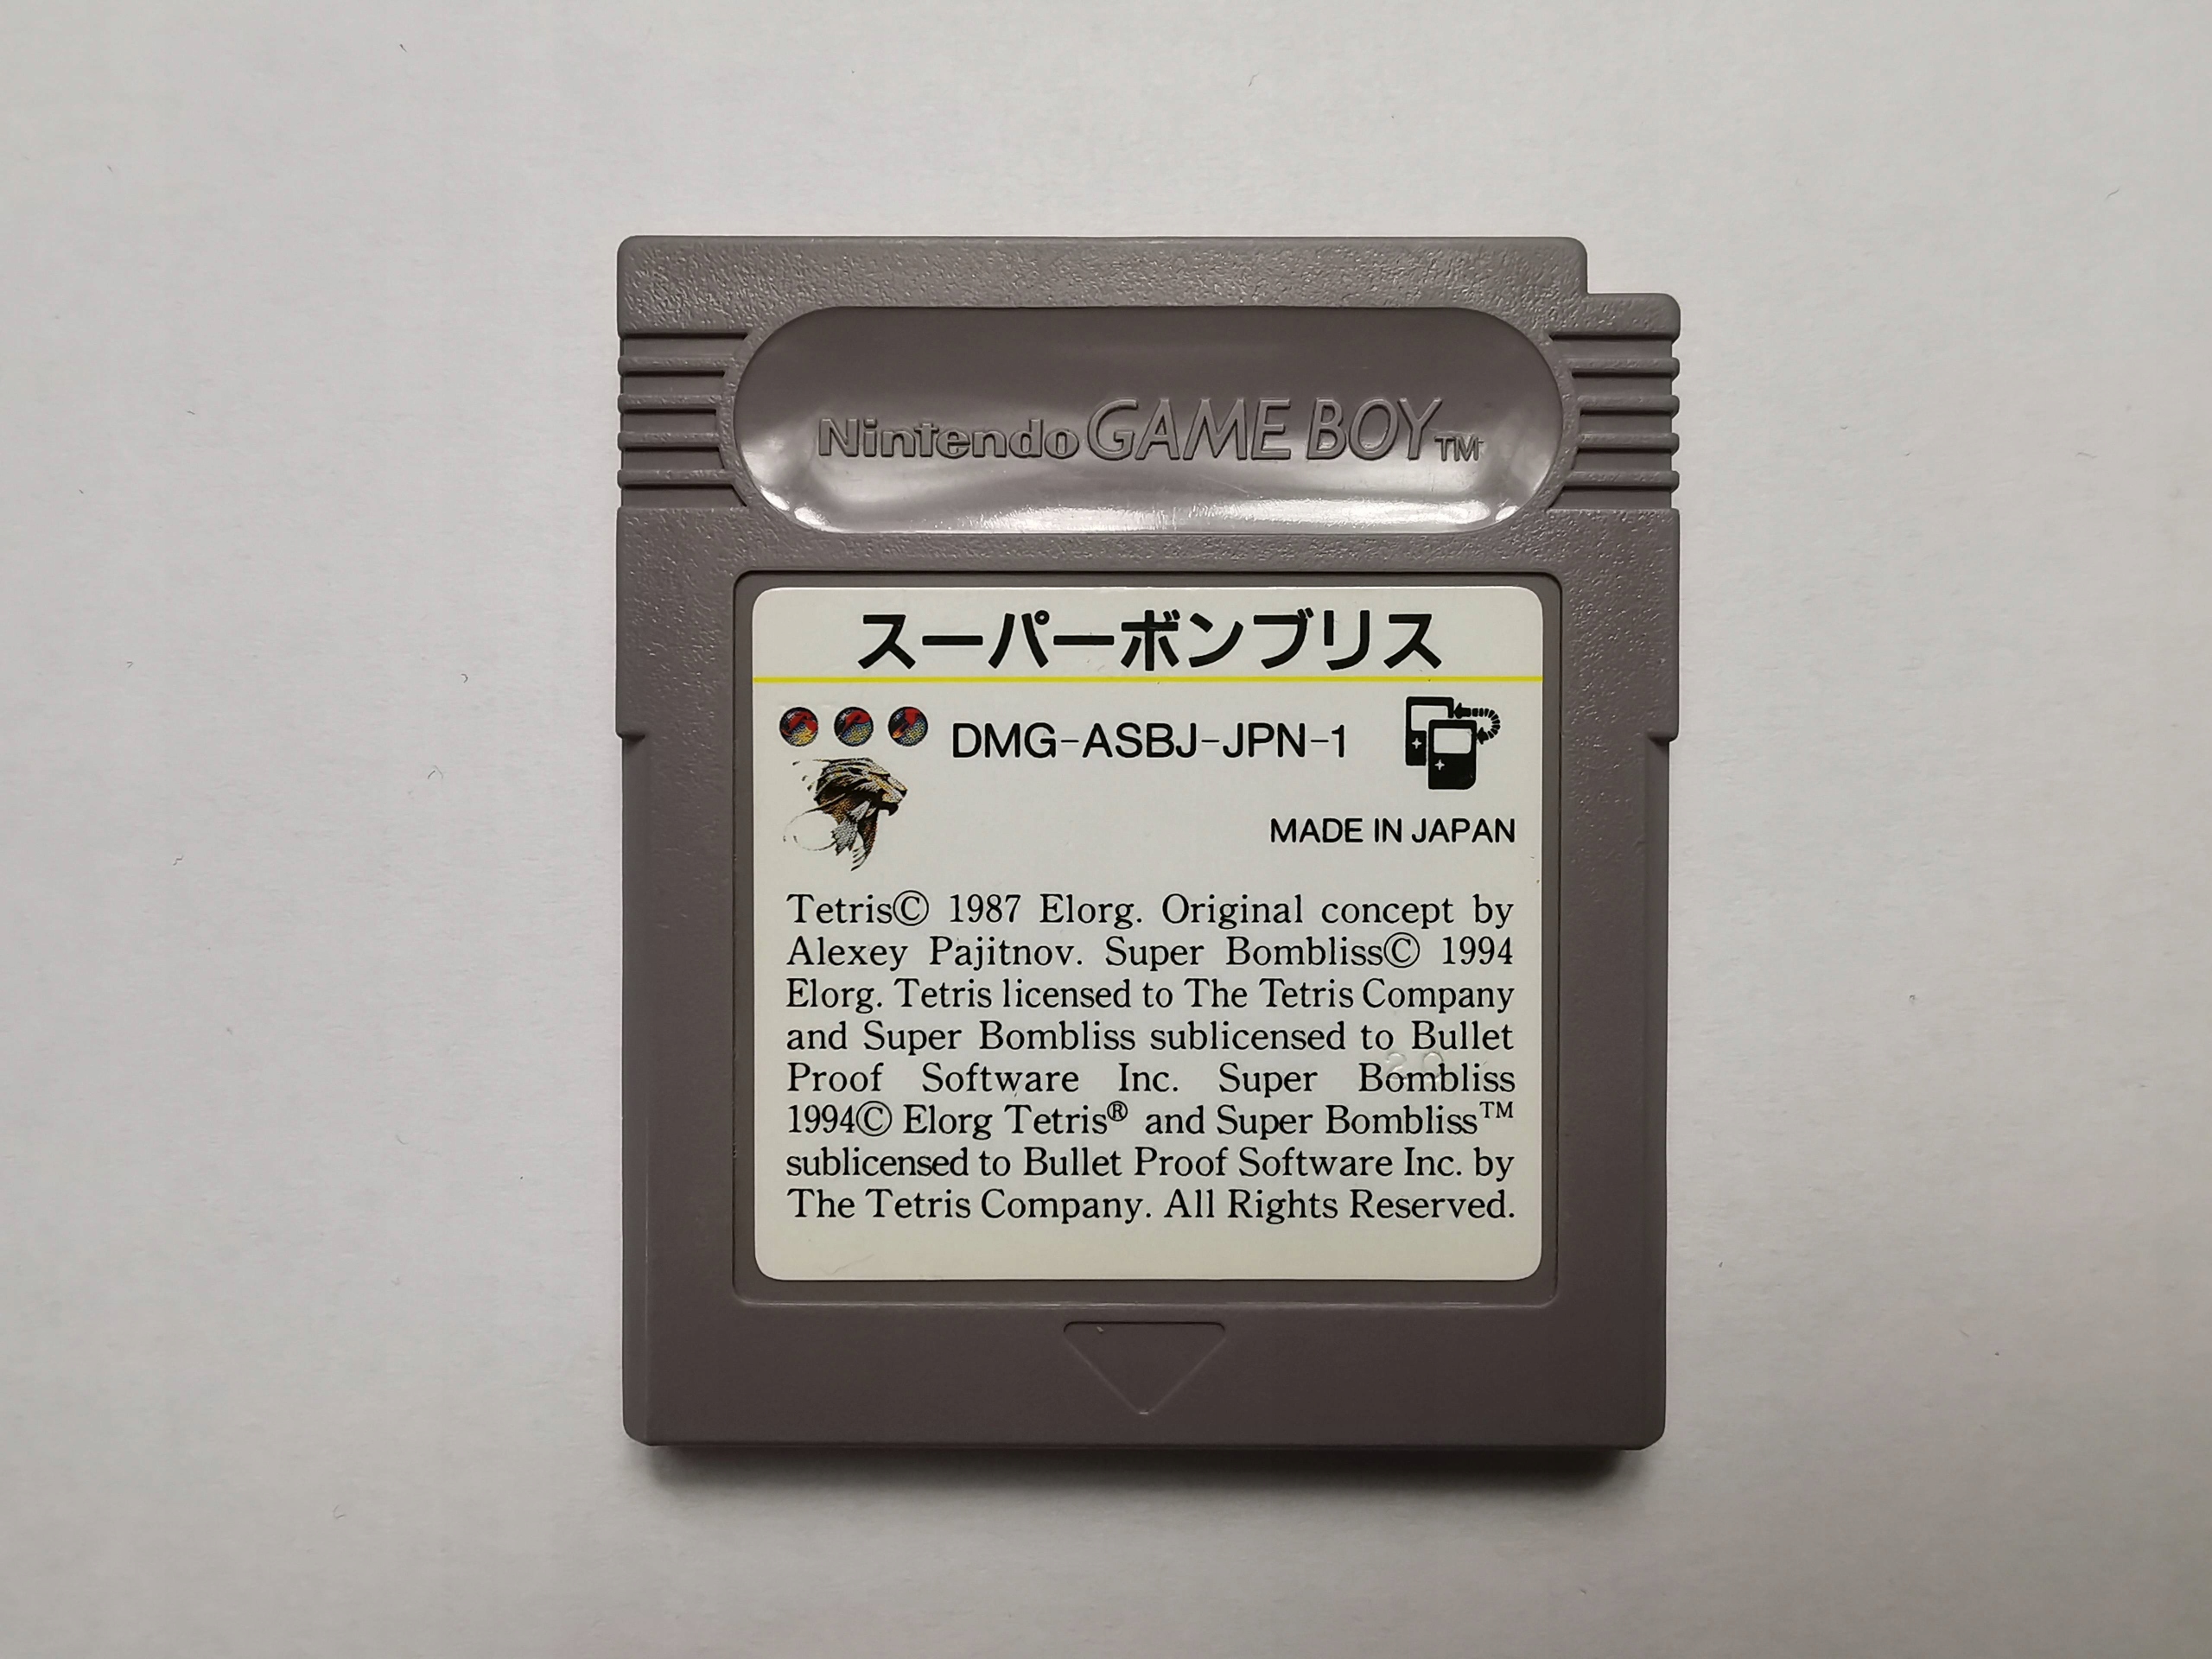 Nintendo GAME BOY™
スーパーボンブリス
DMG-ASBJ-JPN-1
MADE IN JAPAN
Tetris© 1987 Elorg. Original concept by
Alexey Pajitnov. Super Bombliss© 1994
Elorg. Tetris licensed to The Tetris Company
and Super Bombliss sublicensed to Bullet
Proof Software Inc. Super Bombliss
1994© Elorg Tetris® and Super Bombliss™
sublicensed to Bullet Proof Software Inc. by
The Tetris Company. All Rights Reserved.